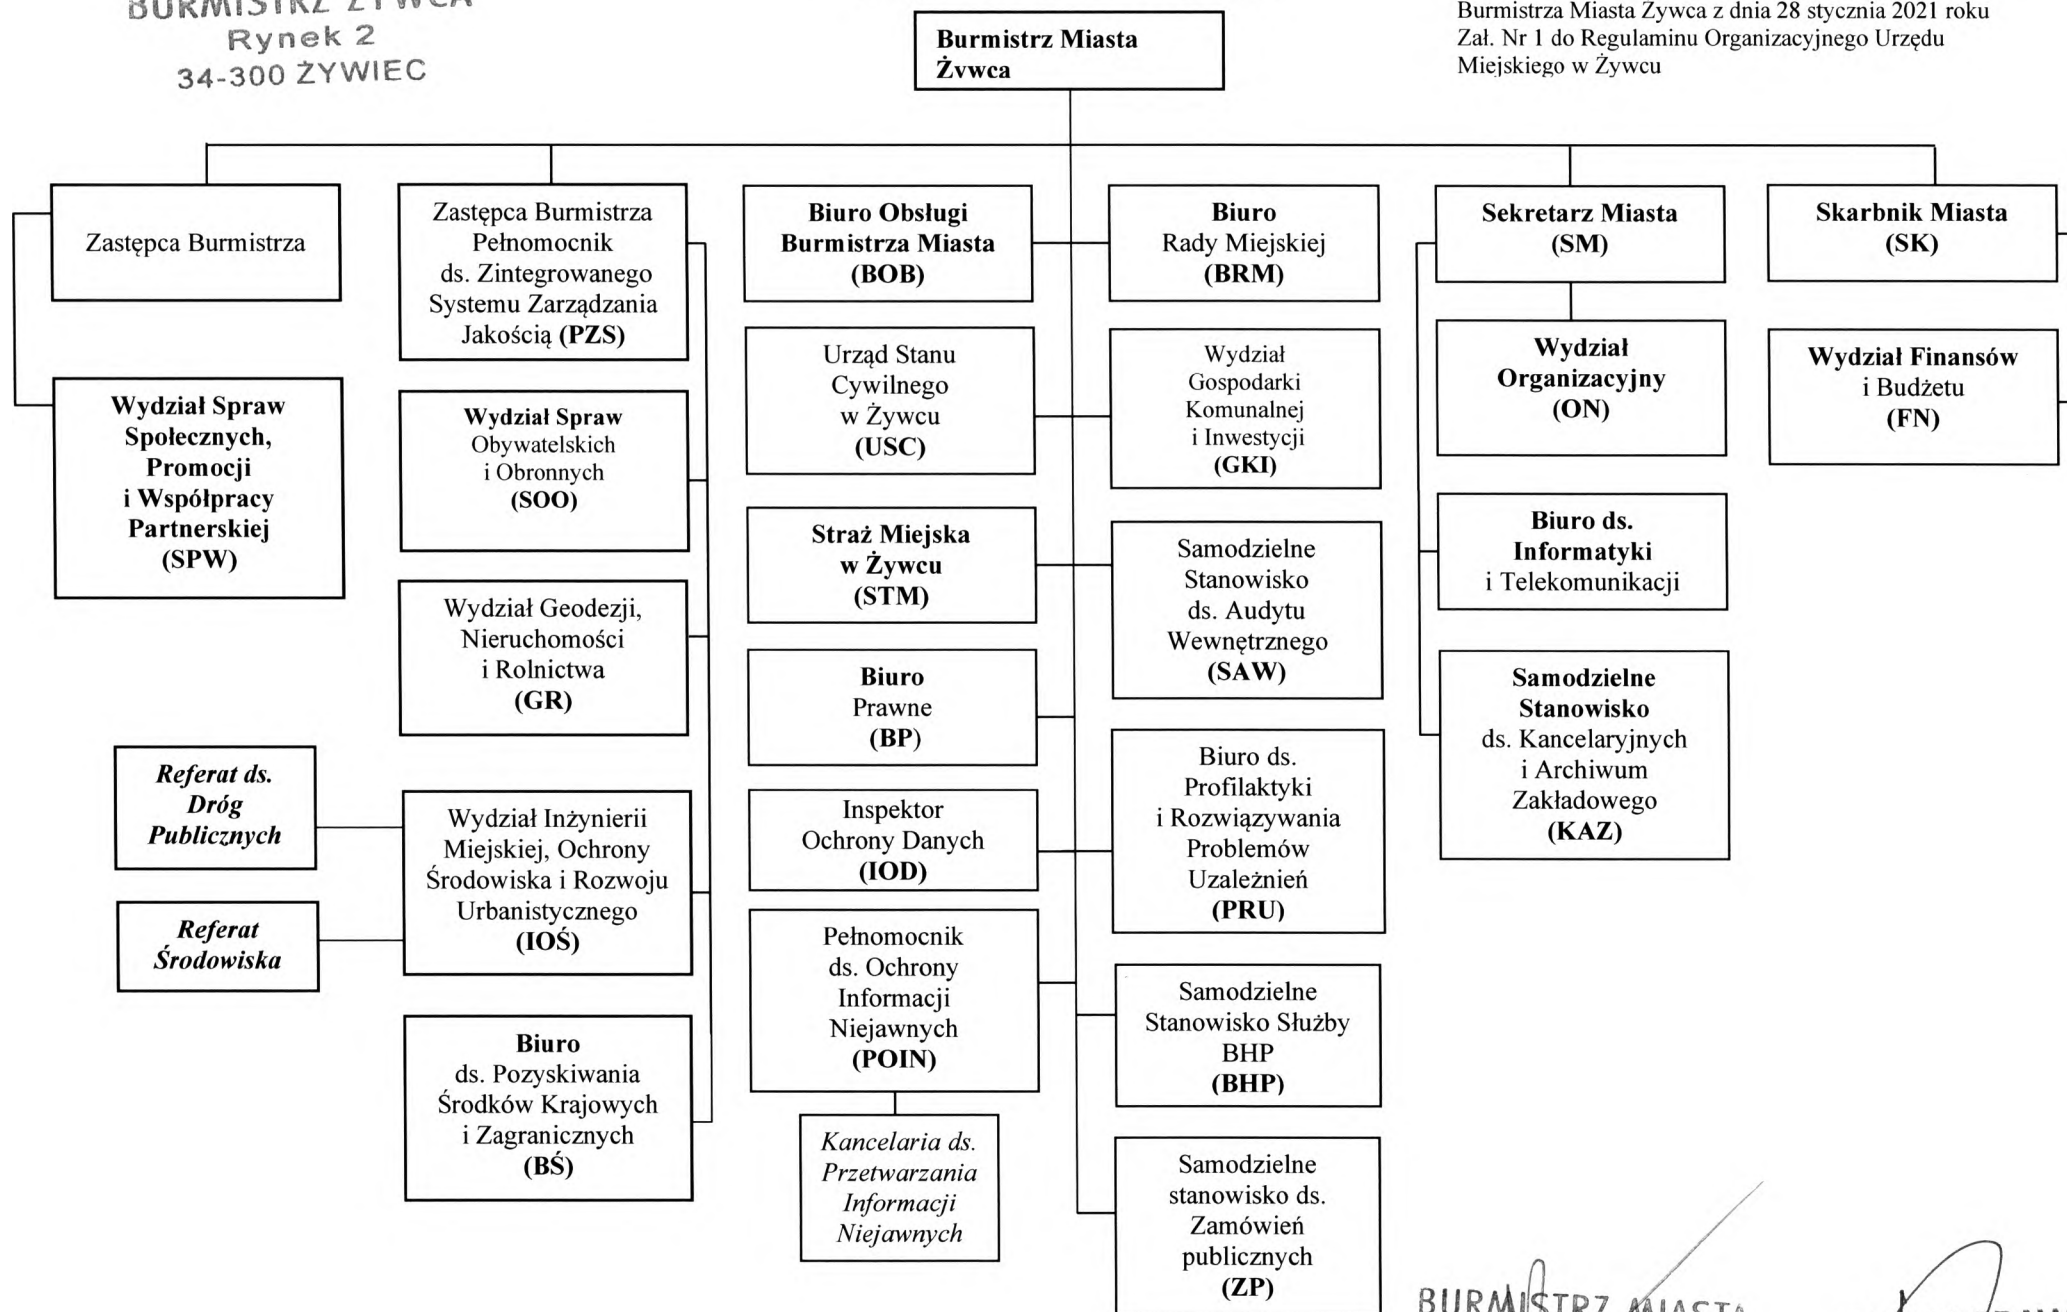 BURMISTRZ ŻYWCA
Rynek 2
34-300 ŻYWIEC
Burmistrza Miasta Żywca z dnia 28 stycznia 2021 roku
Zał. Nr 1 do Regulaminu Organizacyjnego Urzędu
Miejskiego w Żywcu
Burmistrz Miasta
Żywca
Zastępca Burmistrza
Wydział Spraw
Społecznych,
Promocji
i Współpracy
Partnerskiej
(SPW)
Zastępca Burmistrza
Pełnomocnik
ds. Zintegrowanego
Systemu Zarządzania
Jakością (PZS)
Wydział Spraw
Obywatelskich
i Obronnych
(SOO)
Wydział Geodezji,
Nieruchomości
i Rolnictwa
(GR)
Referat ds.
Dróg
Publicznych
Referat
Środowiska
Wydział Inżynierii
Miejskiej, Ochrony
Środowiska i Rozwoju
Urbanistycznego
(IOŚ)
Biuro
ds. Pozyskiwania
Środków Krajowych
i Zagranicznych
(BŚ)
Biuro Obsługi
Burmistrza Miasta
(BOB)
Urząd Stanu
Cywilnego
w Żywcu
(USC)
Straż Miejska
w Żywcu
(STM)
Biuro
Prawne
(BP)
Inspektor
Ochrony Danych
(IOD)
Pełnomocnik
ds. Ochrony
Informacji
Niejawnych
(POIN)
Kancelaria ds.
Przetwarzania
Informacji
Niejawnych
Biuro
Rady Miejskiej
(BRM)
Wydział
Gospodarki
Komunalnej
i Inwestycji
(GKI)
Samodzielne
Stanowisko
ds. Audytu
Wewnętrznego
(SAW)
Biuro ds.
Profilaktyki
i Rozwiązywania
Problemów
Uzależnień
(PRU)
Samodzielne
Stanowisko Służby
BHP
(BHP)
Samodzielne
stanowisko ds.
Zamówień
publicznych
(ZP)
Sekretarz Miasta
(SM)
Wydział
Organizacyjny
(ON)
Biuro ds.
Informatyki
i Telekomunikacji
Samodzielne
Stanowisko
ds. Kancelaryjnych
i Archiwum
Zakładowego
(KAZ)
Skarbnik Miasta
(SK)
Wydział Finansów
i Budżetu
(FN)
BURMISTRZ MIASTA